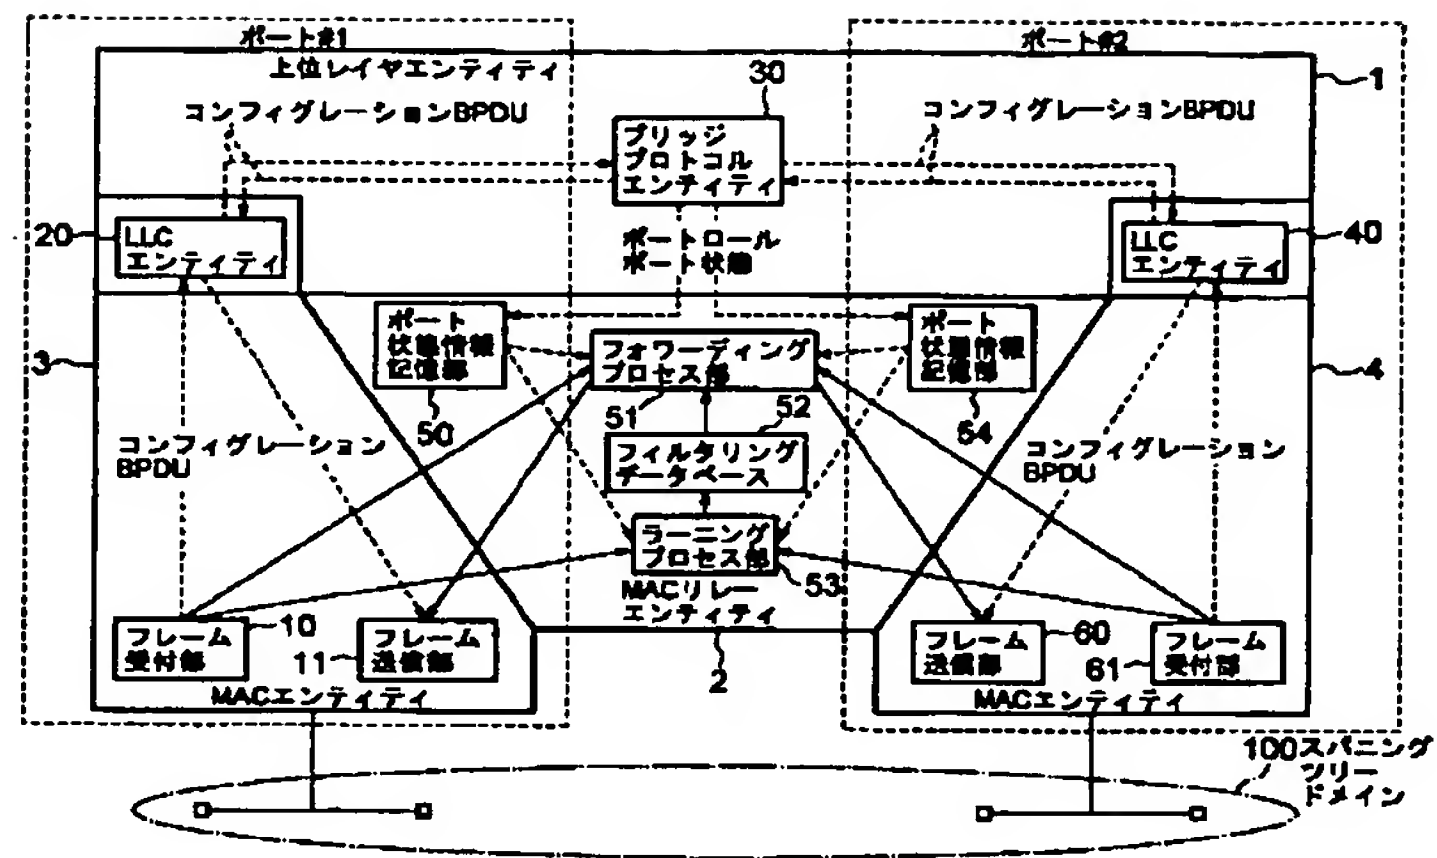 ポート#1
ポート#2
上位レイヤエンティティ
30
1
コンフィグレーションBPDU
コンフィグレーションBPDU
ブリッジ
プロトコル
エンティティ
20
LLC
エンティティ
ポートロール
ポート状態
LLC
エンティティ
40
3
ポート
状態情報
記憶部
フォワーディング
プロセス部
ポート
状態情報
記憶部
4
50
51
52
54
コンフィグレーション
BPDU
フィルタリング
データベース
コンフィグレーション
BPDU
ラーニング
プロセス部
53
MACリレー
エンティティ
フレーム
受付部
10
11
フレーム
送信部
2
フレーム
送信部
60
61
フレーム
受付部
MACエンティティ
MACエンティティ
100スパニング
ツリー
ドメイン